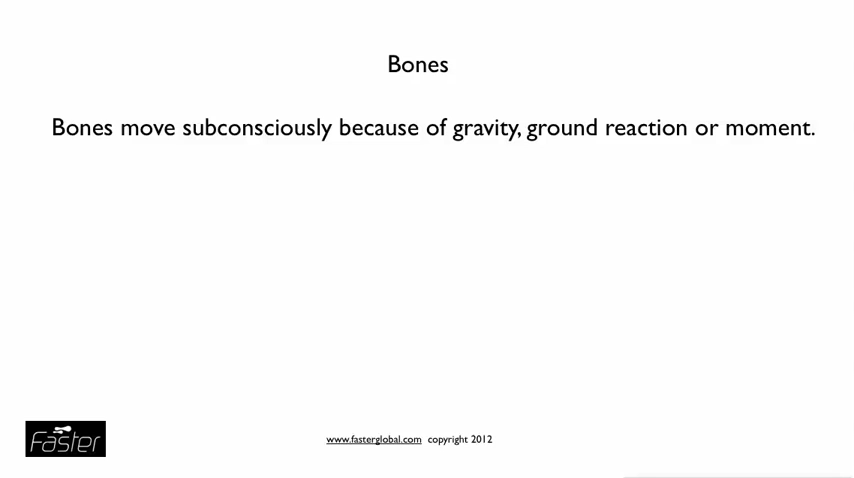 Bones
Bones move subconsciously because of gravity, ground reaction or moment.
Faster
www.fasterglobal.com copyright 2012